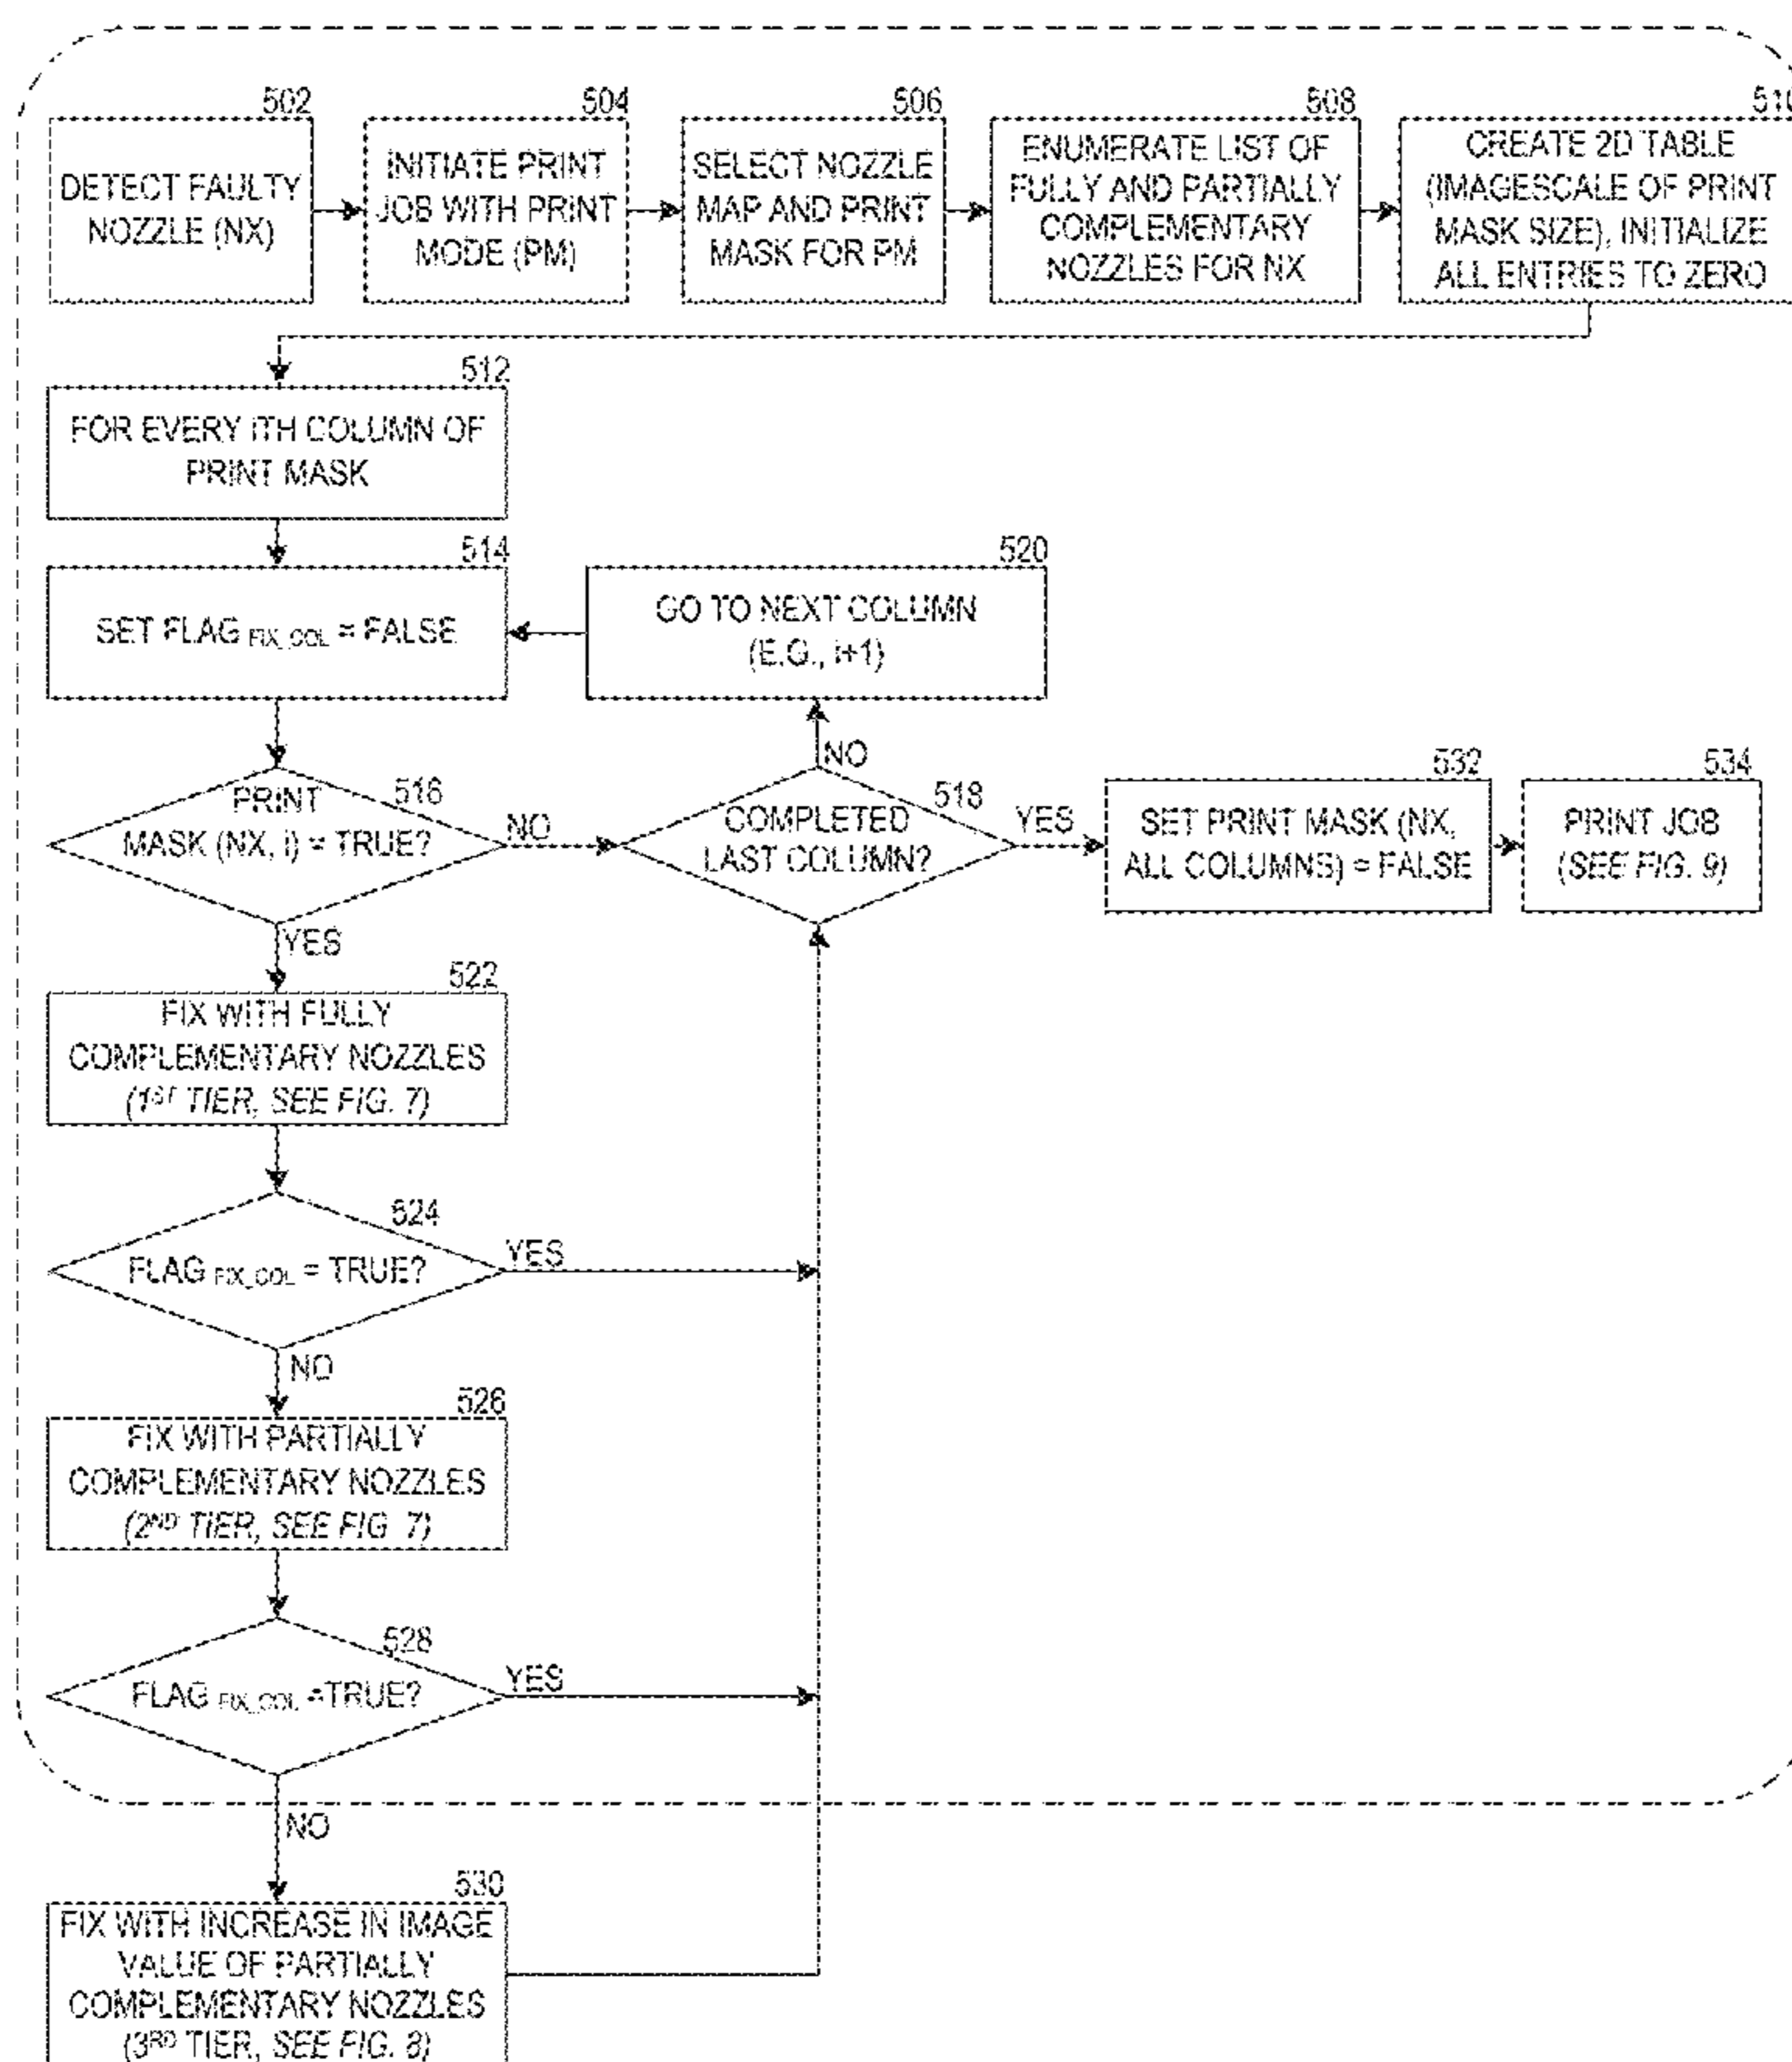 502
DETECT FAULTY
NOZZLE (NX)
504
INITIATE PRINT
JOB WITH PRINT
MODE (PM)
506
SELECT NOZZLE
MAP AND PRINT
MASK FOR PM
508
ENUMERATE LIST OF
FULLY AND PARTIALLY
COMPLEMENTARY
NOZZLES FOR NX
510
CREATE 2D TABLE
(IMAGESCALE OF PRINT
MASK SIZE), INITIALIZE
ALL ENTRIES TO ZERO
512
FOR EVERY iTH COLUMN OF
PRINT MASK
514
SET FLAG FIX_COL = FALSE
520
GO TO NEXT COLUMN
(E.G., i+1)
NO
516
PRINT
MASK (NX, i) = TRUE?
NO
518
COMPLETED
LAST COLUMN?
YES
532
SET PRINT MASK (NX,
ALL COLUMNS) = FALSE
534
PRINT JOB
(SEE FIG. 9)
YES
522
FIX WITH FULLY
COMPLEMENTARY NOZZLES
(1ST TIER, SEE FIG. 7)
524
FLAG FIX_COL = TRUE?
YES
NO
526
FIX WITH PARTIALLY
COMPLEMENTARY NOZZLES
(2ND TIER, SEE FIG. 7)
528
FLAG FIX_COL =TRUE?
YES
NO
530
FIX WITH INCREASE IN IMAGE
VALUE OF PARTIALLY
COMPLEMENTARY NOZZLES
(3RD TIER, SEE FIG. 8)